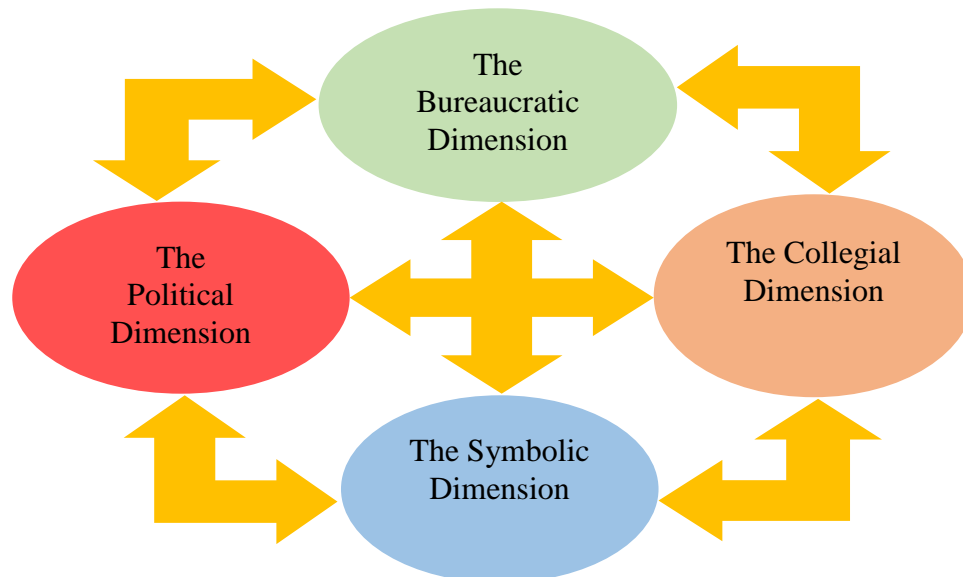 The
Bureaucratic
Dimension
The
Political
Dimension
The Collegial
Dimension
The Symbolic
Dimension